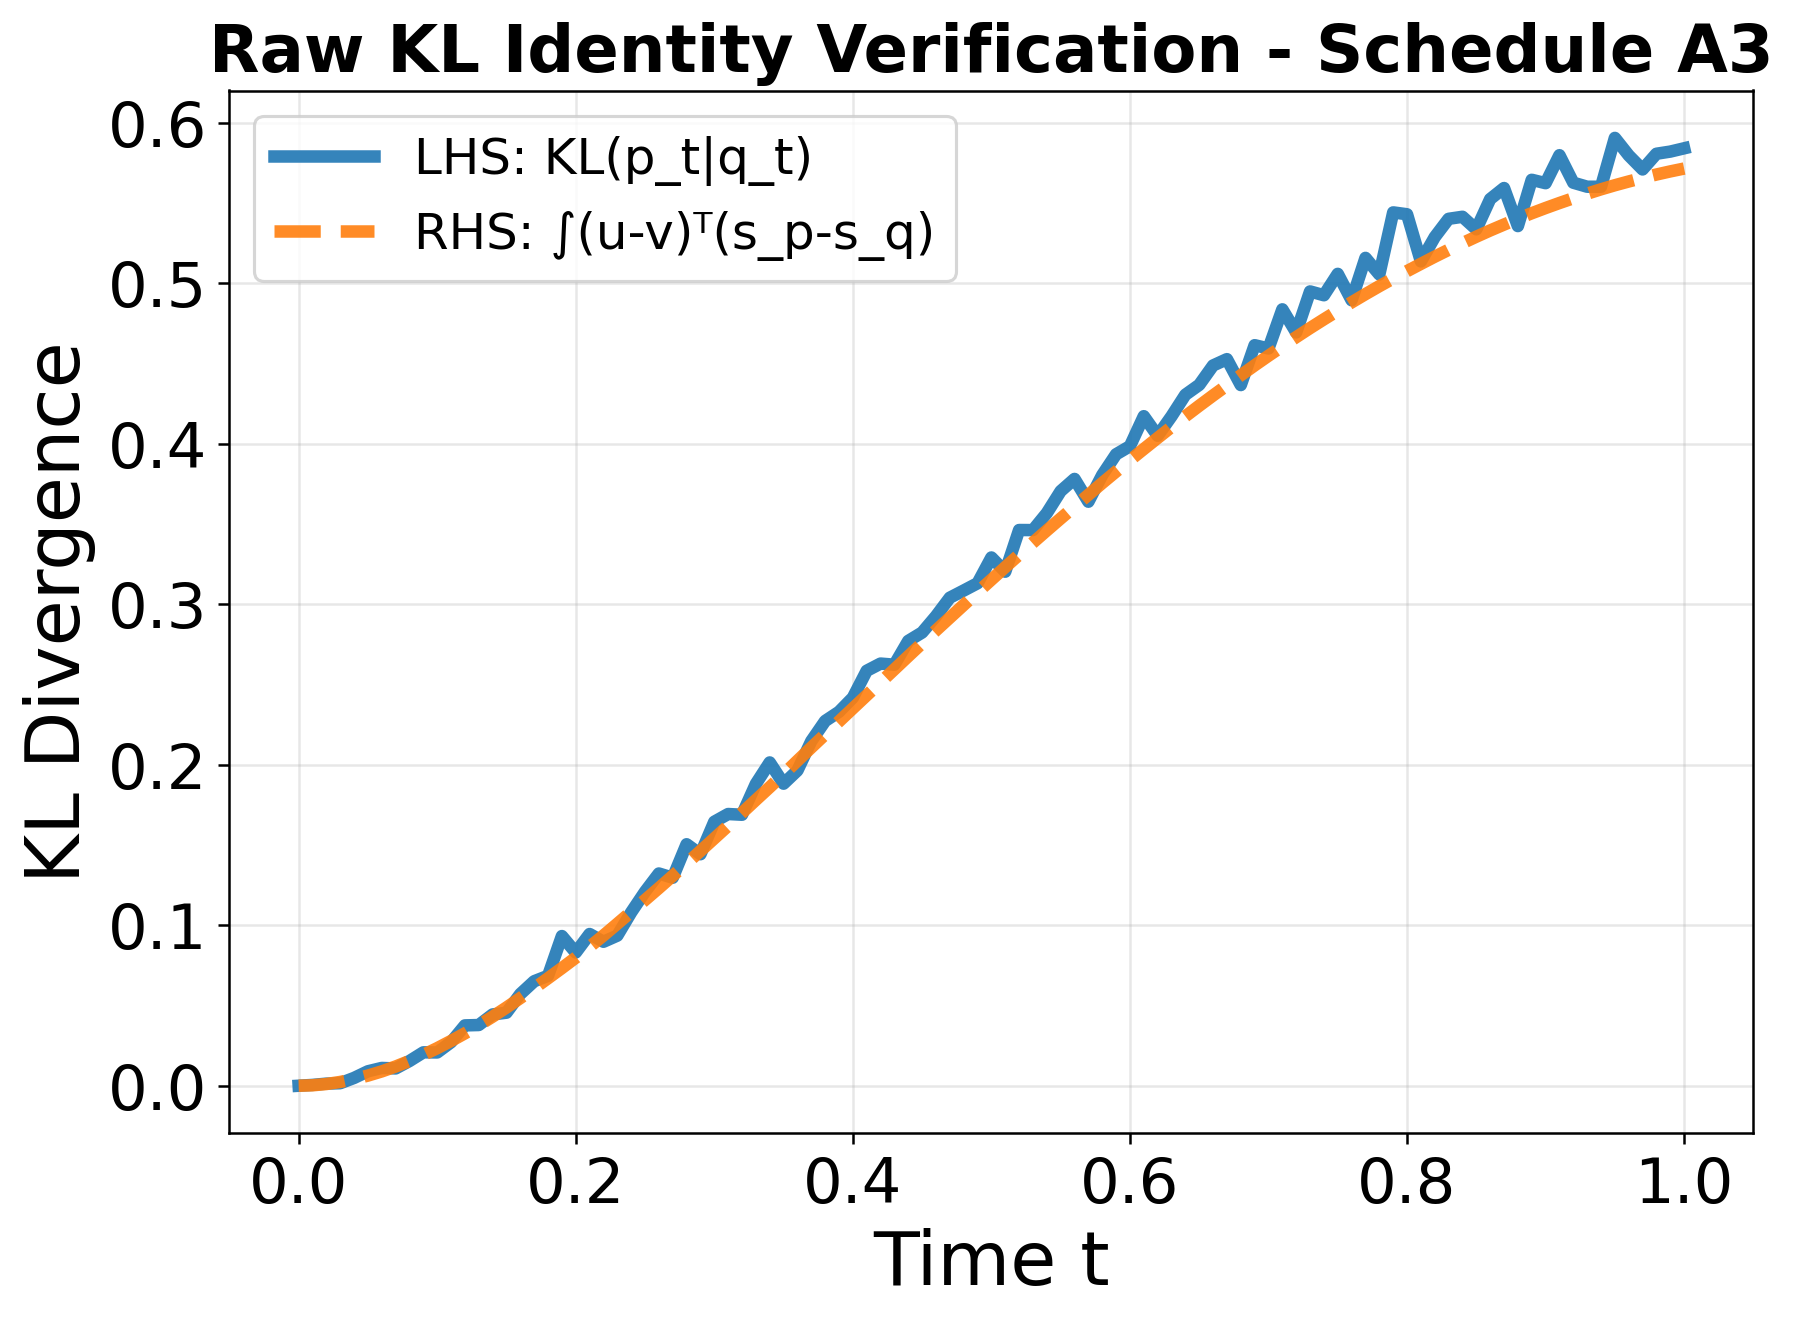 Raw KL Identity Verification - Schedule A3
LHS: KL(p_t|q_t)
RHS: ∫(u-v)ᵀ(s_p-s_q)
KL Divergence
0.6
0.5
0.4
0.3
0.2
0.1
0.0
0.0 0.2 0.4 0.6 0.8 1.0
Time t